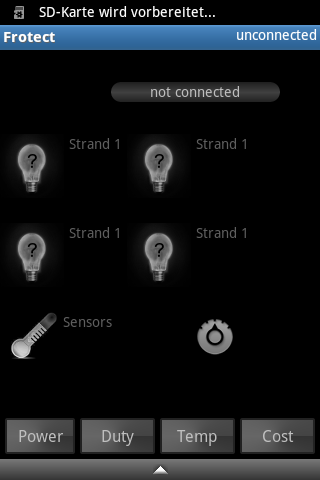 SD-Karte wird vorbereitet...
Frotect unconnected
not connected
Strand 1 Strand 1
? ?
Strand 1 Strand 1
? ?
Sensors
Power Duty Temp Cost